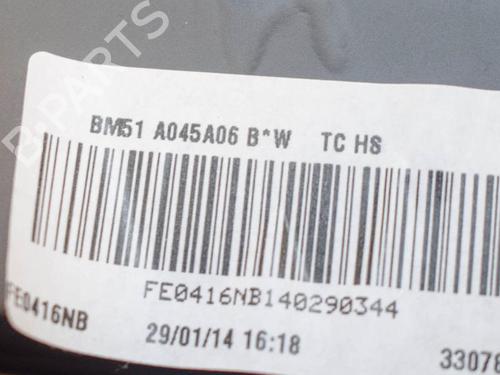 B-PARTS
BM51 A045A06 B*W TC HS
FE0416NB140290344
FE0416NB
29/01/14 16:18
33078